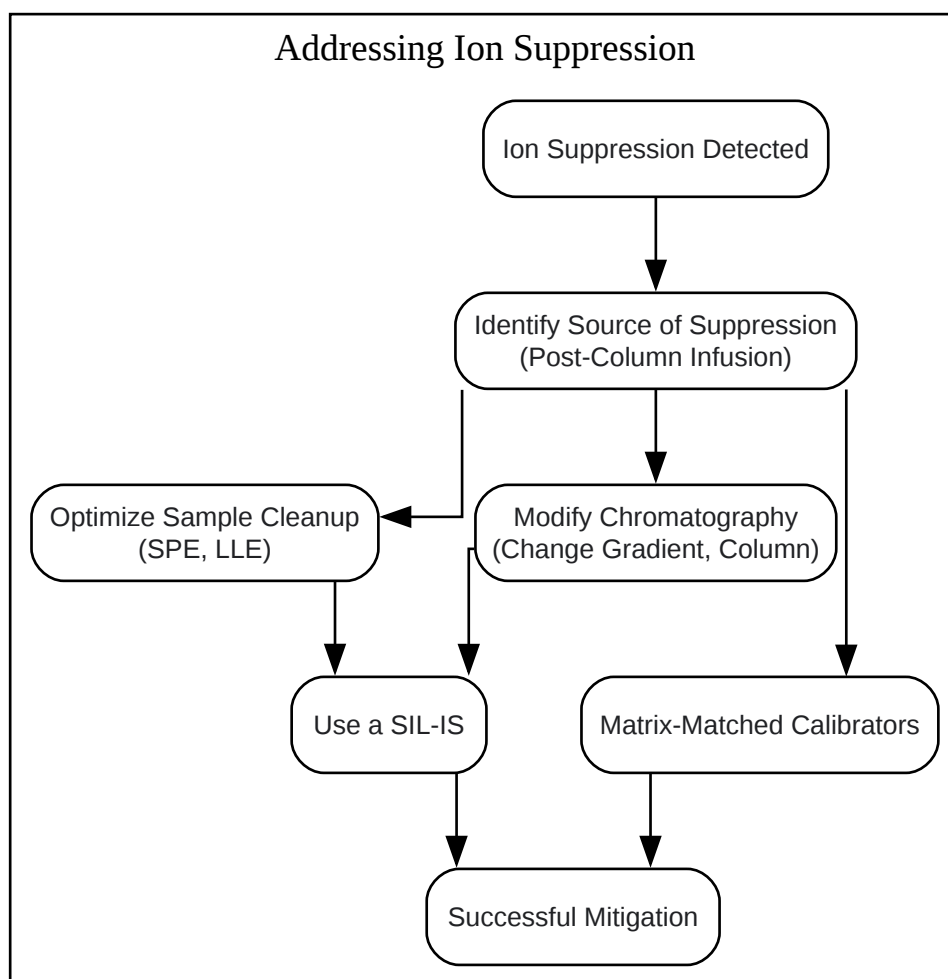 Addressing Ion Suppression
Ion Suppression Detected
Identify Source of Suppression
(Post-Column Infusion)
Optimize Sample Cleanup
(SPE, LLE)
Modify Chromatography
(Change Gradient, Column)
Use a SIL-IS
Matrix-Matched Calibrators
Successful Mitigation